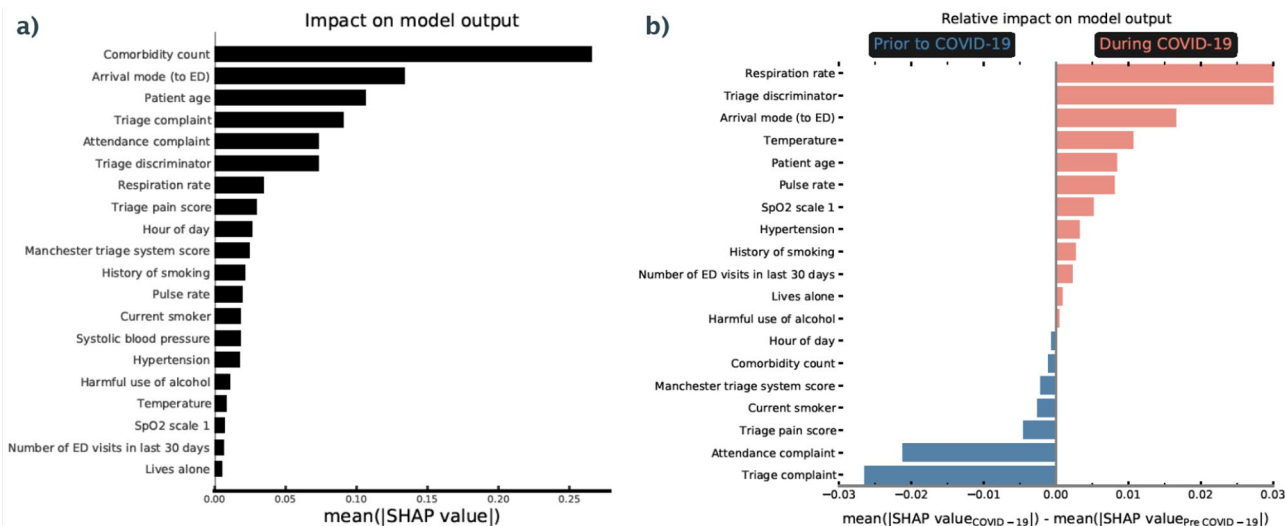 a)
Impact on model output
Comorbidity count
Arrival mode (to ED)
Patient age
Triage complaint
Attendance complaint
Triage discriminator
Respiration rate
Triage pain score
Hour of day
Manchester triage system score
History of smoking
Pulse rate
Current smoker
Systolic blood pressure
Hypertension
Harmful use of alcohol
Temperature
SpO2 scale 1
Number of ED visits in last 30 days
Lives alone
0.00 0.05 0.10 0.15 0.20 0.25
mean(|SHAP value|)
b)
Relative impact on model output
Prior to COVID-19 During COVID-19
Respiration rate
Triage discriminator
Arrival mode (to ED)
Temperature
Patient age
Pulse rate
SpO2 scale 1
Hypertension
History of smoking
Number of ED visits in last 30 days
Lives alone
Harmful use of alcohol
Hour of day
Comorbidity count
Manchester triage system score
Current smoker
Triage pain score
Attendance complaint
Triage complaint
−0.03 −0.02 −0.01 0.00 0.01 0.02 0.03
mean(|SHAP valueCOVID−19|) - mean(|SHAP valuePre COVID−19|)